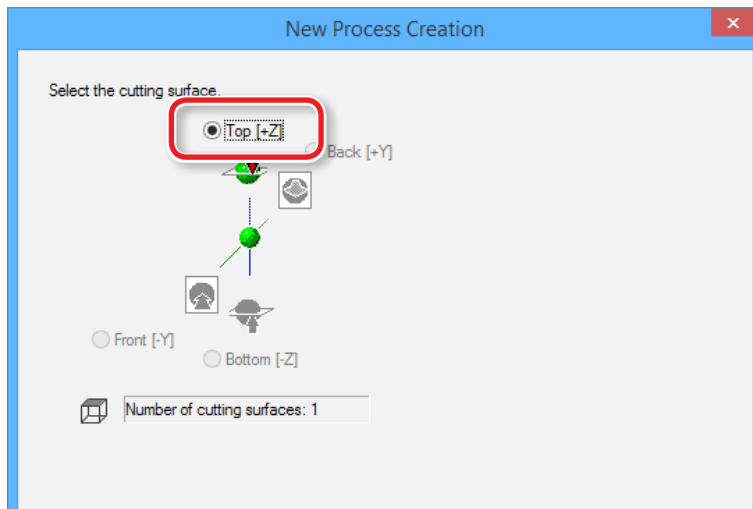 New Process Creation
Select the cutting surface.
Top [+Z]
Back [+Y]
Front [-Y]
Bottom [-Z]
Number of cutting surfaces: 1